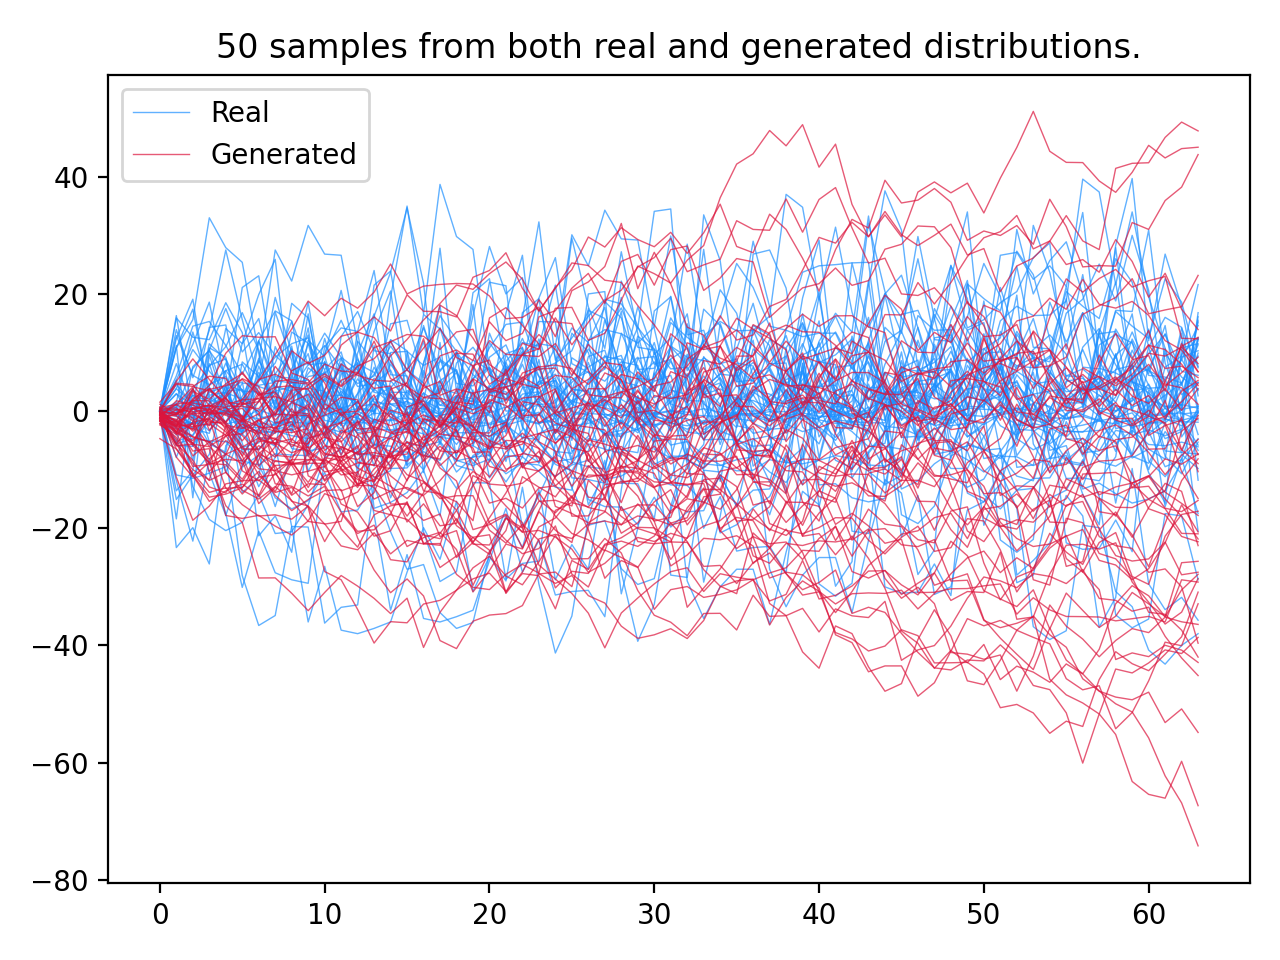 50 samples from both real and generated distributions.
Real
Generated
40
20
0
−20
−40
−60
−80
0 10 20 30 40 50 60